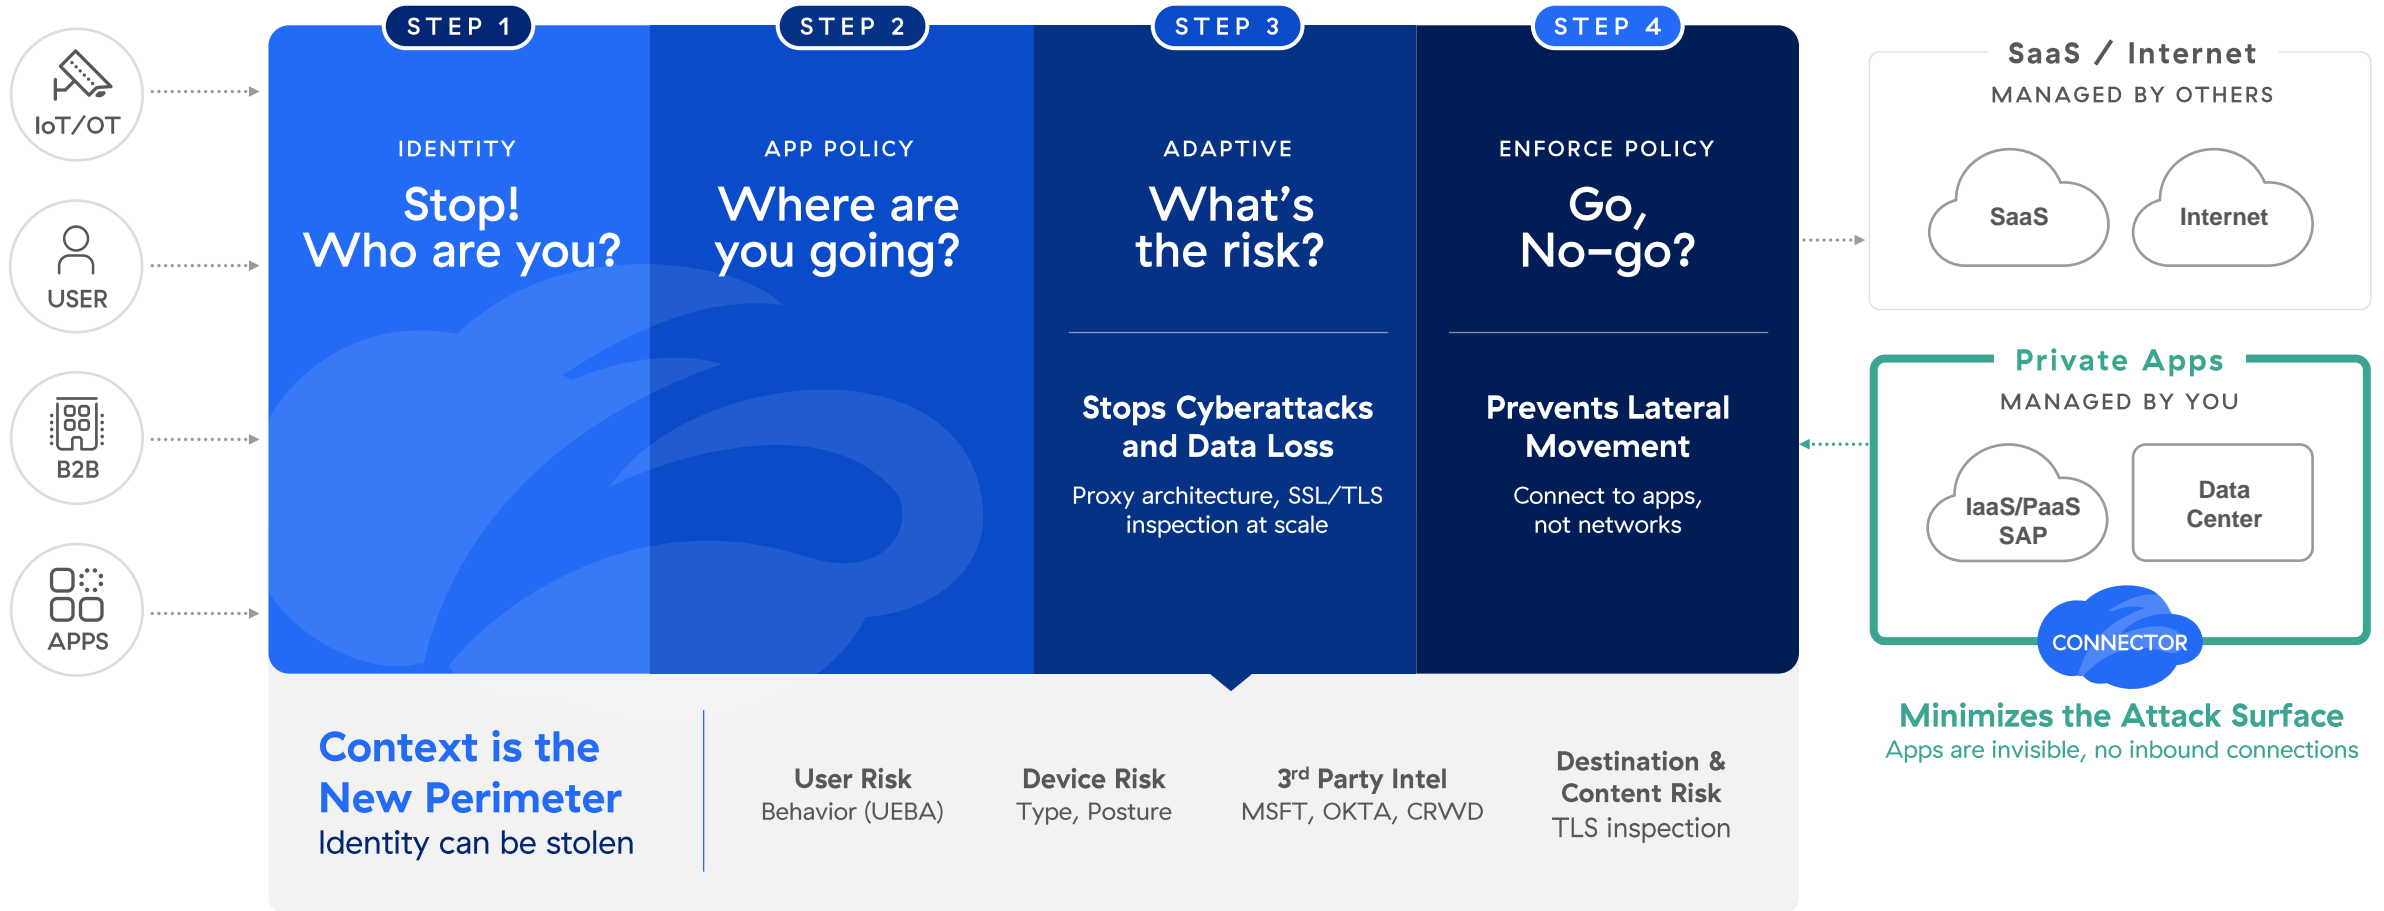 IoT/OT
USER
B2B
APPS
STEP 1
IDENTITY
Stop!
Who are you?
STEP 2
APP POLICY
Where are
you going?
STEP 3
ADAPTIVE
What's
the risk?
Stops Cyberattacks
and Data Loss
Proxy architecture, SSL/TLS
inspection at scale
STEP 4
ENFORCE POLICY
Go,
No–go?
Prevents Lateral
Movement
Connect to apps,
not networks
Context is the
New Perimeter
Identity can be stolen
User Risk
Behavior (UEBA)
Device Risk
Type, Posture
3rd Party Intel
MSFT, OKTA, CRWD
Destination &
Content Risk
TLS inspection
SaaS / Internet
MANAGED BY OTHERS
SaaS
Internet
Private Apps
MANAGED BY YOU
IaaS/PaaS
SAP
Data
Center
CONNECTOR
Minimizes the Attack Surface
Apps are invisible, no inbound connections